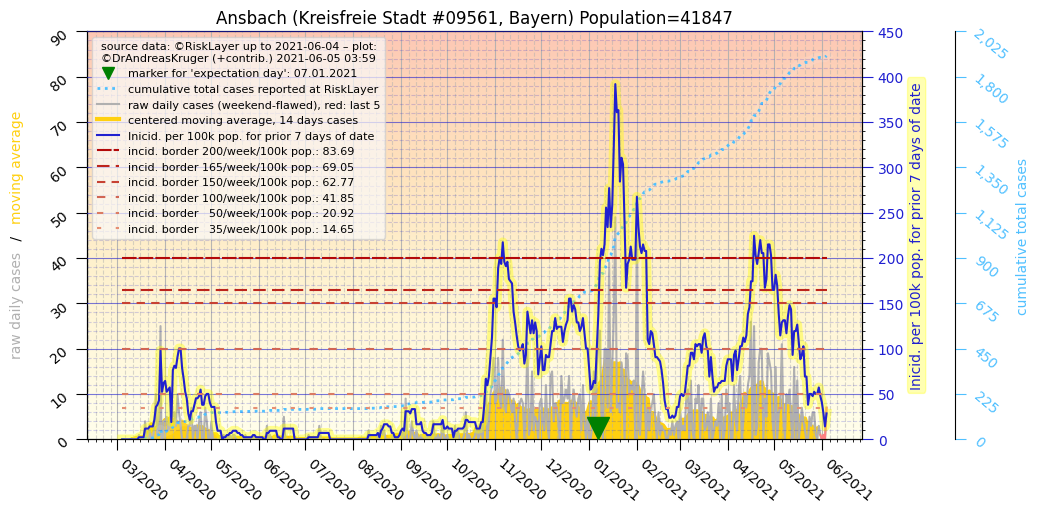 Ansbach (Kreisfreie Stadt #09561, Bayern) Population=41847
source data: ©RiskLayer up to 2021-06-04 – plot:
©DrAndreasKruger (+contrib.) 2021-06-05 03:59
marker for 'expectation day': 07.01.2021
cumulative total cases reported at RiskLayer
raw daily cases (weekend-flawed), red: last 5
centered moving average, 14 days cases
Inicid. per 100k pop. for prior 7 days of date
incid. border 200/week/100k pop.: 83.69
incid. border 165/week/100k pop.: 69.05
incid. border 150/week/100k pop.: 62.77
incid. border 100/week/100k pop.: 41.85
incid. border   50/week/100k pop.: 20.92
incid. border   35/week/100k pop.: 14.65
raw daily cases / moving average
90
80
70
60
50
40
30
20
10
0
03/2020
04/2020
05/2020
06/2020
07/2020
08/2020
09/2020
10/2020
11/2020
12/2020
01/2021
02/2021
03/2021
04/2021
05/2021
06/2021
450
400
350
300
250
200
150
100
50
0
Inicid. per 100k pop. for prior 7 days of date
2,025
1,800
1,575
1,350
1,125
900
675
450
225
0
cumulative total cases